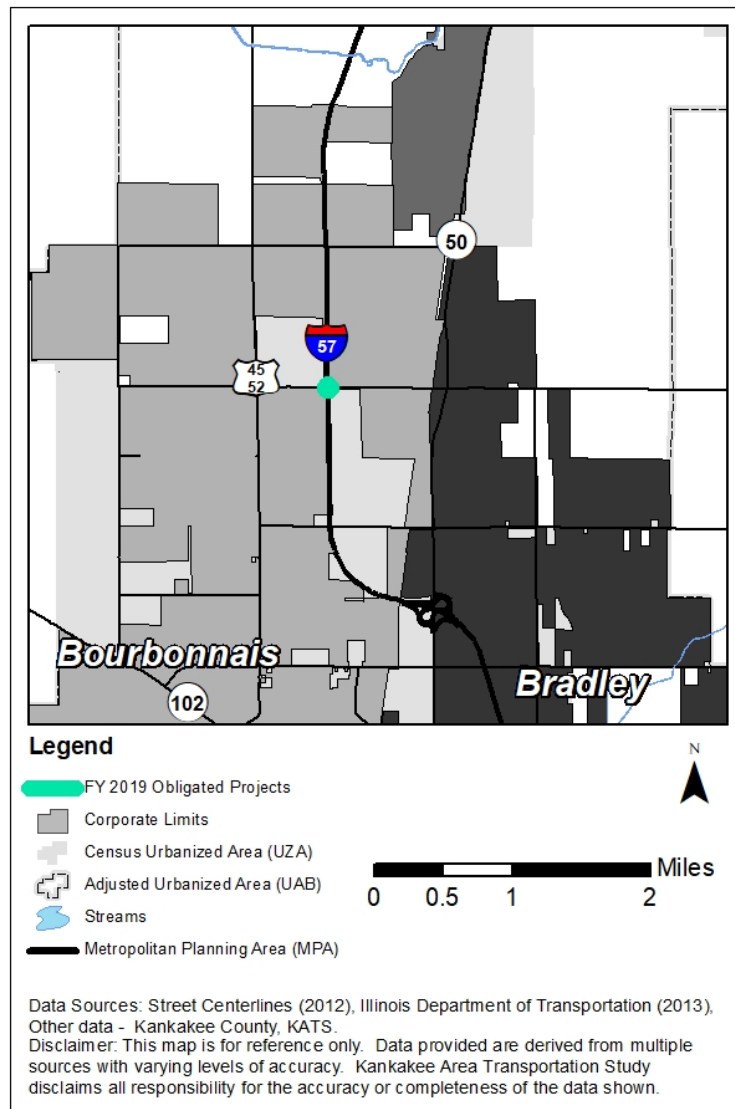 50
57
45
52
Bourbonnais
Bradley
102
Legend
N
FY 2019 Obligated Projects
Corporate Limits
Census Urbanized Area (UZA)
Adjusted Urbanized Area (UAB)
Streams
Metropolitan Planning Area (MPA)
Miles
0 0.5 1 2
Data Sources: Street Centerlines (2012), Illinois Department of Transportation (2013),
Other data - Kankakee County, KATS.
Disclaimer: This map is for reference only. Data provided are derived from multiple
sources with varying levels of accuracy. Kankakee Area Transportation Study
disclaims all responsibility for the accuracy or completeness of the data shown.